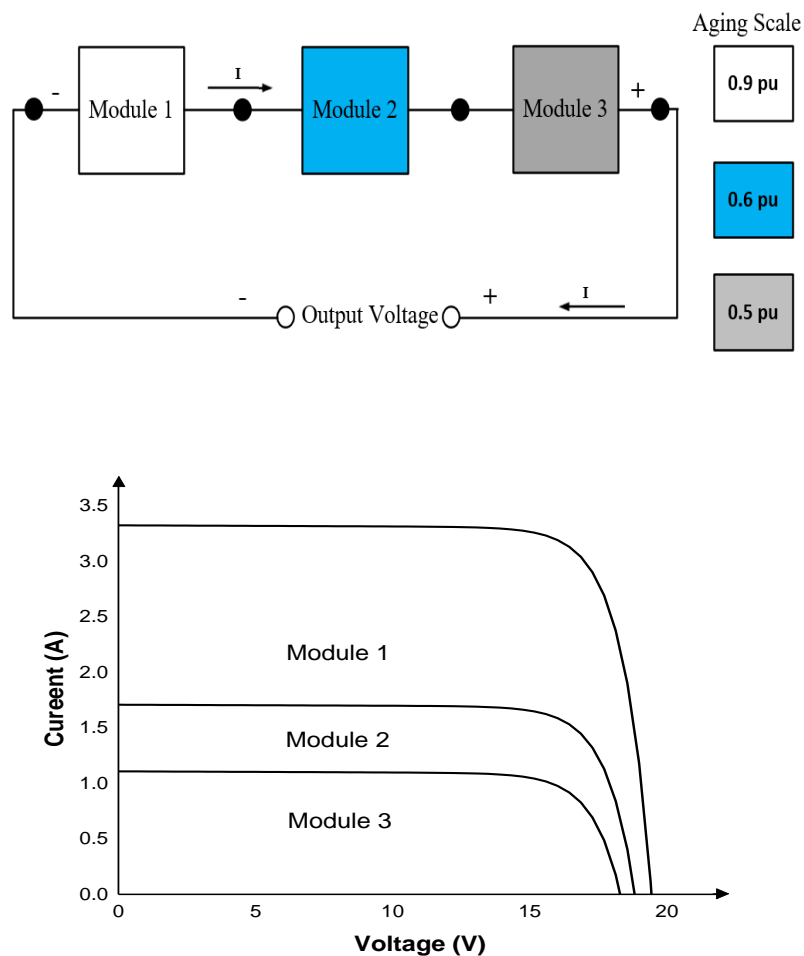 Aging Scale
- I +
Module 1 Module 2 Module 3
0.9 pu
0.6 pu
- Output Voltage + I
0.5 pu
3.5
3.0
2.5
2.0
1.5
1.0
0.5
0.0
Cureent (A)
Module 1
Module 2
Module 3
0 5 10 15 20
Voltage (V)